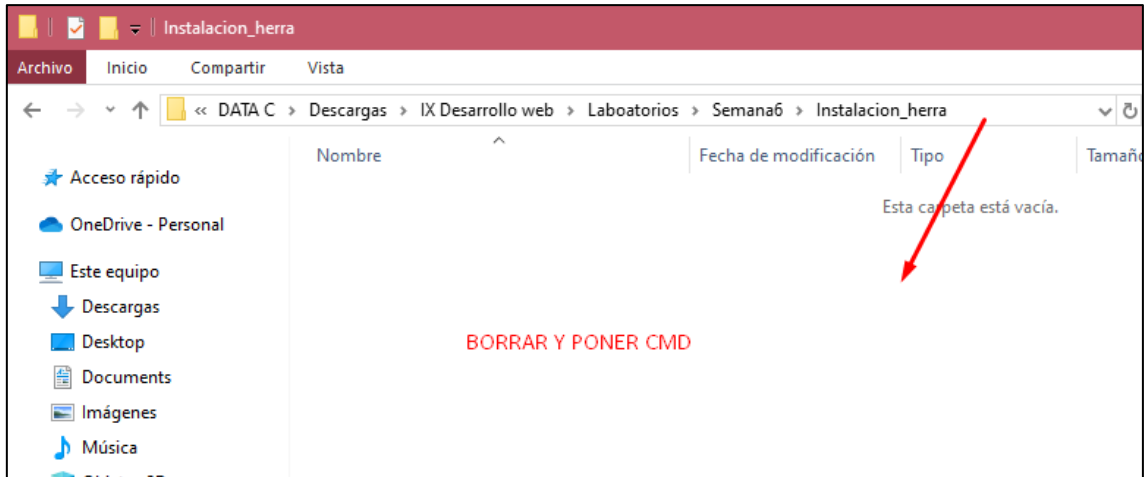 Instalacion_herra
Archivo Inicio Compartir Vista
« DATA C > Descargas > IX Desarrollo web > Laboatorios > Semana6 > Instalacion_herra
Nombre Fecha de modificación Tipo Tamaño
Acceso rápido
Esta carpeta está vacía.
OneDrive - Personal
Este equipo
Descargas
Desktop
BORRAR Y PONER CMD
Documents
Imágenes
Música